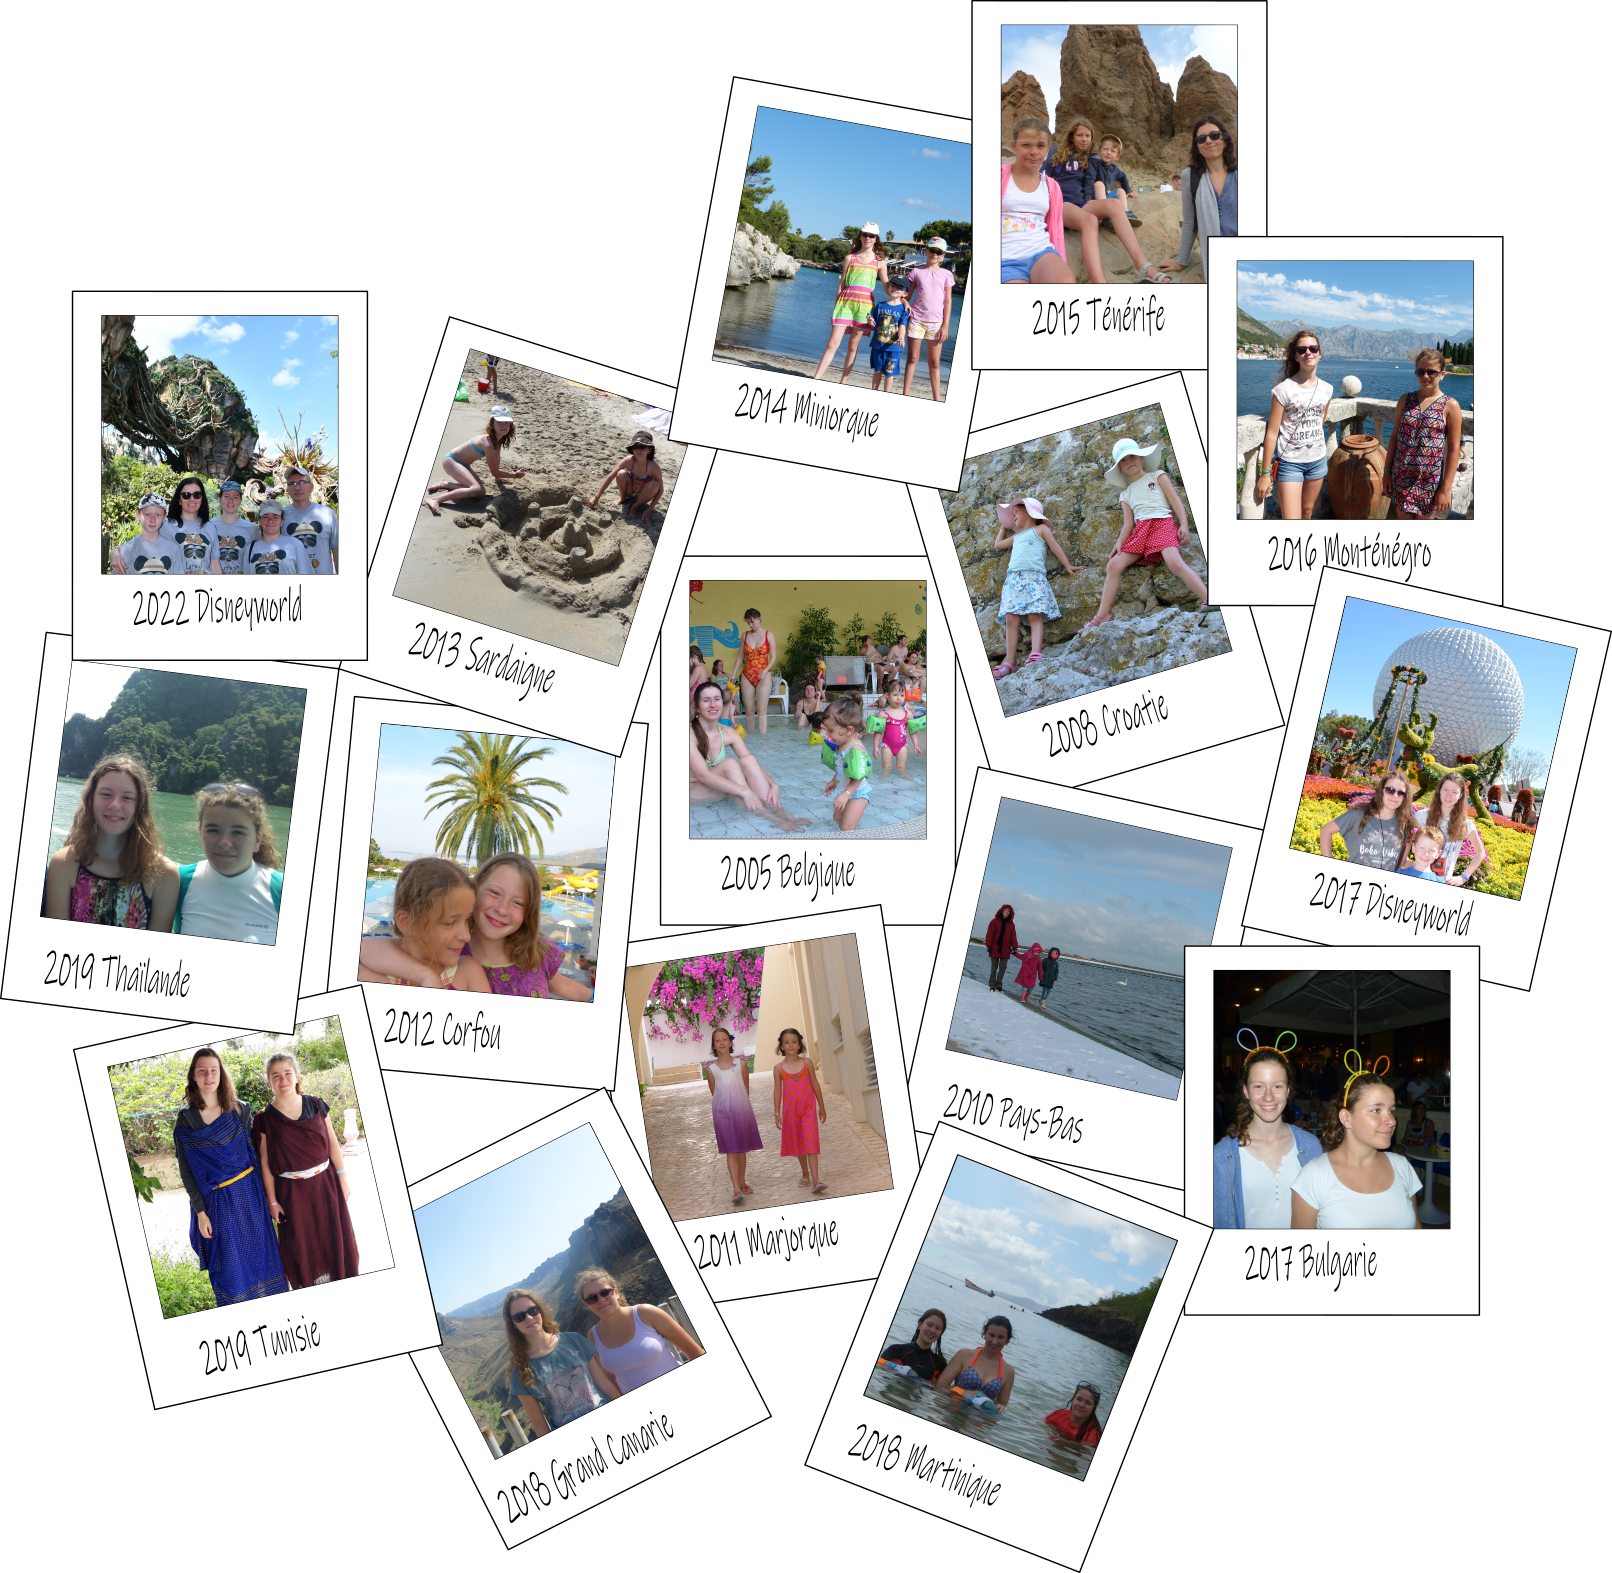 2015 Ténérife
2014 Miniorque
2016 Monténégro
2022 Disneyworld
2013 Sardaigne
2008 Croatie
2005 Belgique
2017 Disneyworld
2019 Thaïlande
2012 Corfou
2010 Pays-Bas
2011 Marjorque
2017 Bulgarie
2019 Tunisie
2018 Grand Canarie
2018 Martinique